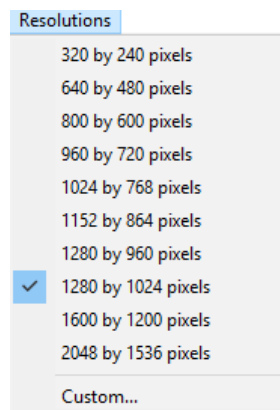 Resolutions
320 by 240 pixels
640 by 480 pixels
800 by 600 pixels
960 by 720 pixels
1024 by 768 pixels
1152 by 864 pixels
1280 by 960 pixels
1280 by 1024 pixels
1600 by 1200 pixels
2048 by 1536 pixels
Custom...